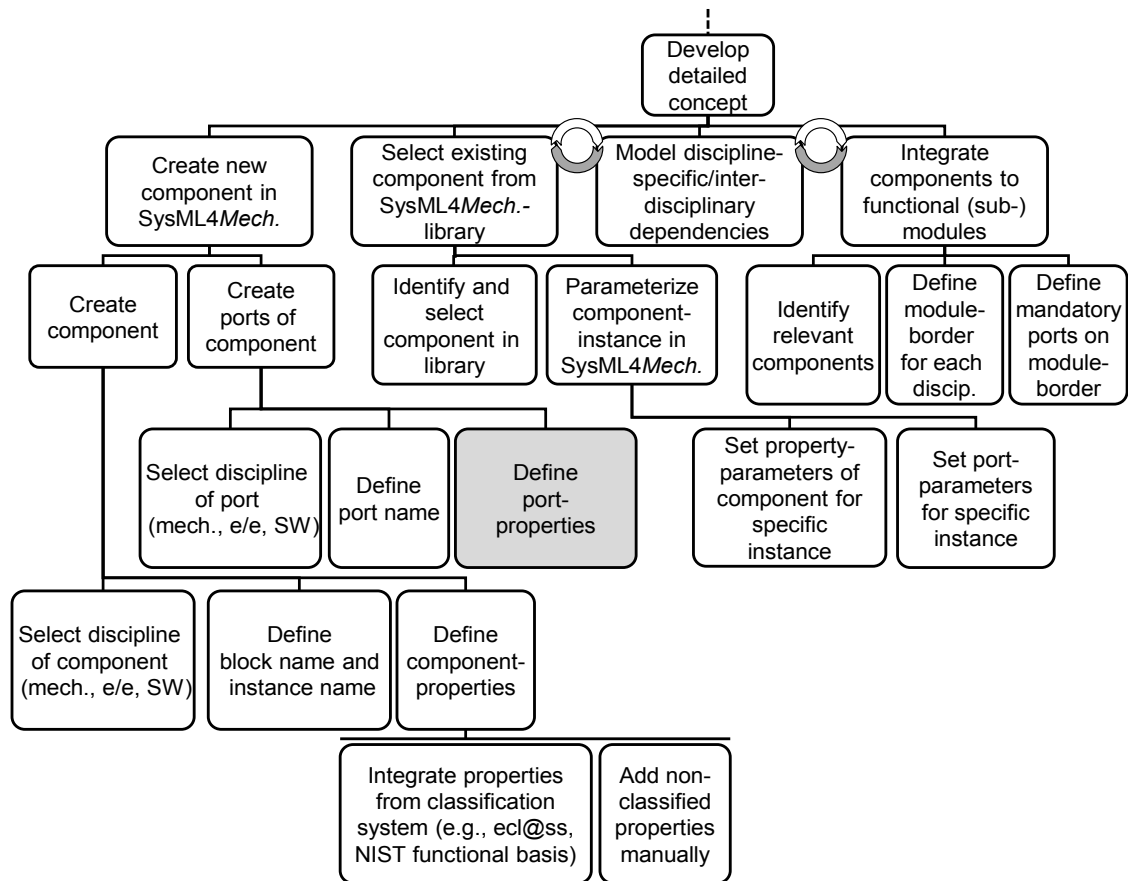 Develop
detailed
concept
Create new
component in
SysML4Mech.
Select existing
component from
SysML4Mech.-
library
Model discipline-
specific/inter-
disciplinary
dependencies
Integrate
components to
functional (sub-)
modules
Create
component
Create
ports of
component
Identify and
select
component in
library
Parameterize
component-
instance in
SysML4Mech.
Identify
relevant
components
Define
module-
border
for each
discip.
Define
mandatory
ports on
module-
border
Select discipline
of port
(mech., e/e, SW)
Define
port name
Define
port-
properties
Set property-
parameters of
component for
specific
instance
Set port-
parameters
for specific
instance
Select discipline
of component
(mech., e/e, SW)
Define
block name and
instance name
Define
component-
properties
Integrate properties
from classification
system (e.g., ecl@ss,
NIST functional basis)
Add non-
classified
properties
manually